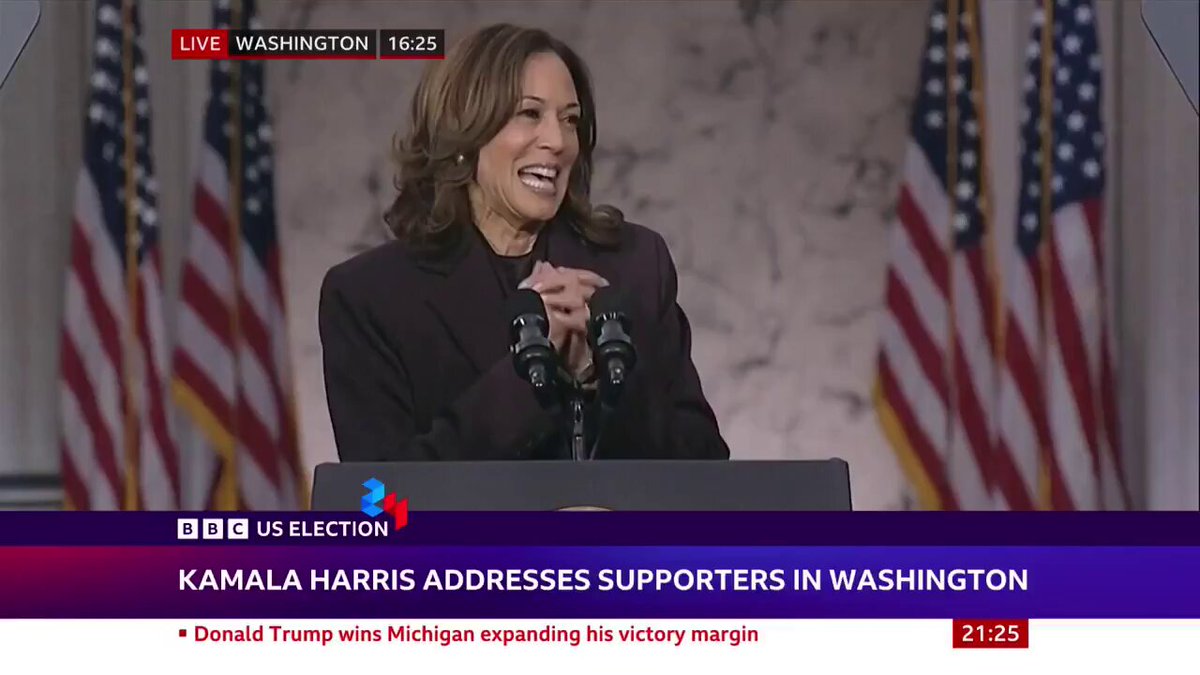 LIVE WASHINGTON 16:25
BBC US ELECTION 24
KAMALA HARRIS ADDRESSES SUPPORTERS IN WASHINGTON
Donald Trump wins Michigan expanding his victory margin 21:25